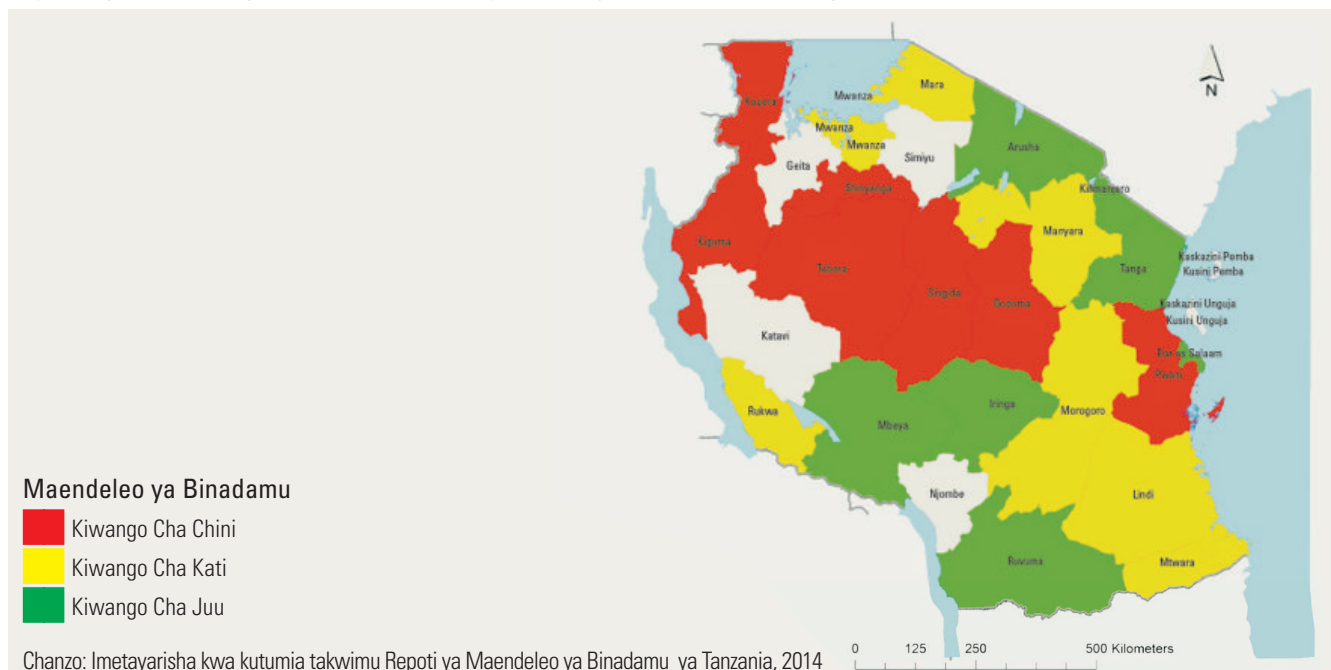 Mara
N
Mwanza
Kagera
Mwanza
Mwanza
Arusha
Simiyu
Geita
Kilimanjaro
Shinyanga
Manyara
Kigoma
Kaskazini Pemba
Tabora
Tanga
Kusini Pemba
Singida
Dodoma
Kaskazini Unguja
Kusini Unguja
Katavi
Dar es Salaam
Pwani
Iringa
Rukwa
Morogoro
Mbeya
Maendeleo ya Binadamu
Njombe
Lindi
Kiwango Cha Chini
Kiwango Cha Kati
Ruvuma
Mtwara
Kiwango Cha Juu
0 125 250 500 Kilometers
Chanzo: Imetayarisha kwa kutumia takwimu Repoti ya Maendeleo ya Binadamu ya Tanzania, 2014